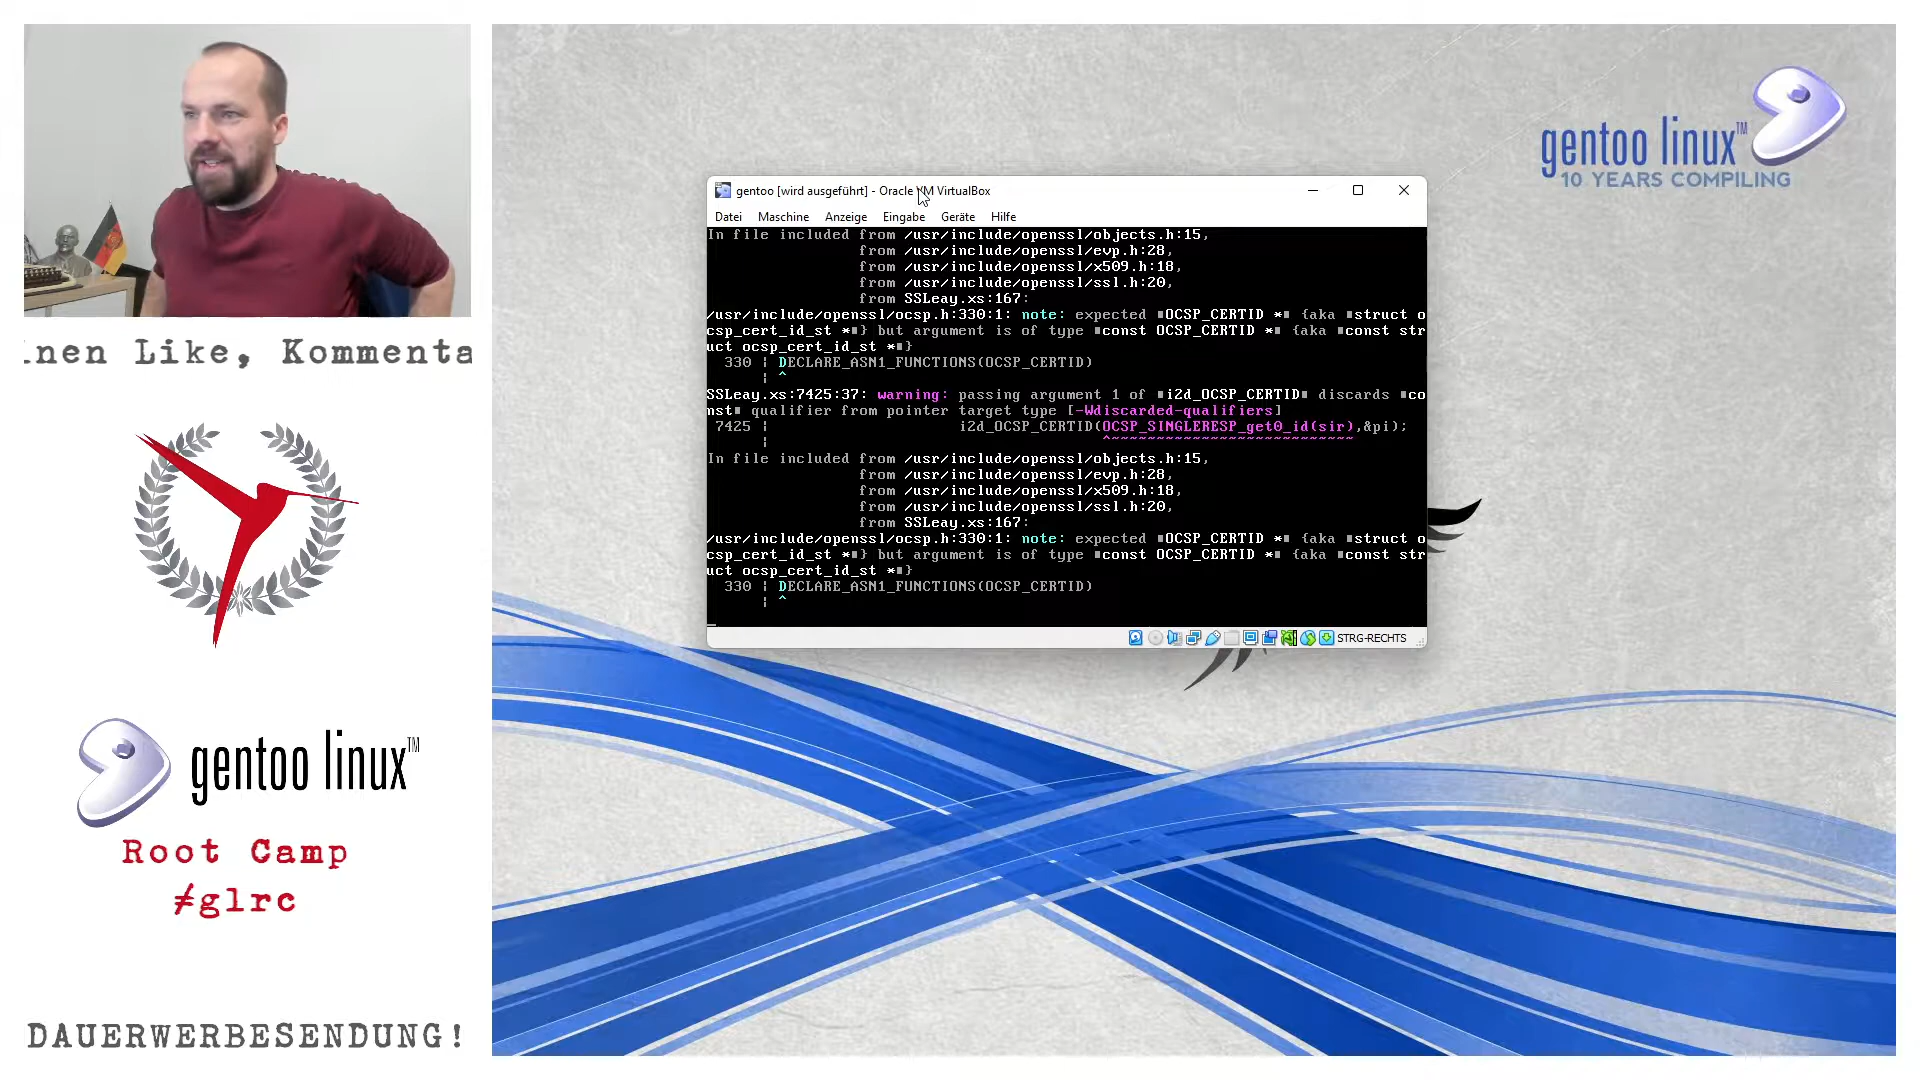 inen Like, Kommenta
gentoo linux™
Root Camp
#glrc
DAUERWERBESENDUNG!
gentoo linux™
10 YEARS COMPILING
gentoo [wird ausgeführt] - Oracle VM VirtualBox
Datei Maschine Anzeige Eingabe Geräte Hilfe
In file included from /usr/include/openssl/objects.h:15,
from /usr/include/openssl/evp.h:28,
from /usr/include/openssl/x509.h:18,
from /usr/include/openssl/ssl.h:20,
from SSLeay.xs:167:
/usr/include/openssl/ocsp.h:330:1: note: expected ■OCSP_CERTID *■ {aka ■struct o
csp_cert_id_st *■} but argument is of type ■const OCSP_CERTID *■ {aka ■const str
uct ocsp_cert_id_st *■}
330 | DECLARE_ASN1_FUNCTIONS(OCSP_CERTID)
| ^
SSLeay.xs:7425:37: warning: passing argument 1 of ■i2d_OCSP_CERTID■ discards ■co
nst■ qualifier from pointer target type [-Wdiscarded-qualifiers]
7425 | i2d_OCSP_CERTID(OCSP_SINGLERESP_get0_id(sir),&pi);
| ^~~~~~~~~~~~~~~~~~~~~~~~~~~~
In file included from /usr/include/openssl/objects.h:15,
from /usr/include/openssl/evp.h:28,
from /usr/include/openssl/x509.h:18,
from /usr/include/openssl/ssl.h:20,
from SSLeay.xs:167:
/usr/include/openssl/ocsp.h:330:1: note: expected ■OCSP_CERTID *■ {aka ■struct o
csp_cert_id_st *■} but argument is of type ■const OCSP_CERTID *■ {aka ■const str
uct ocsp_cert_id_st *■}
330 | DECLARE_ASN1_FUNCTIONS(OCSP_CERTID)
| ^
STRG-RECHTS